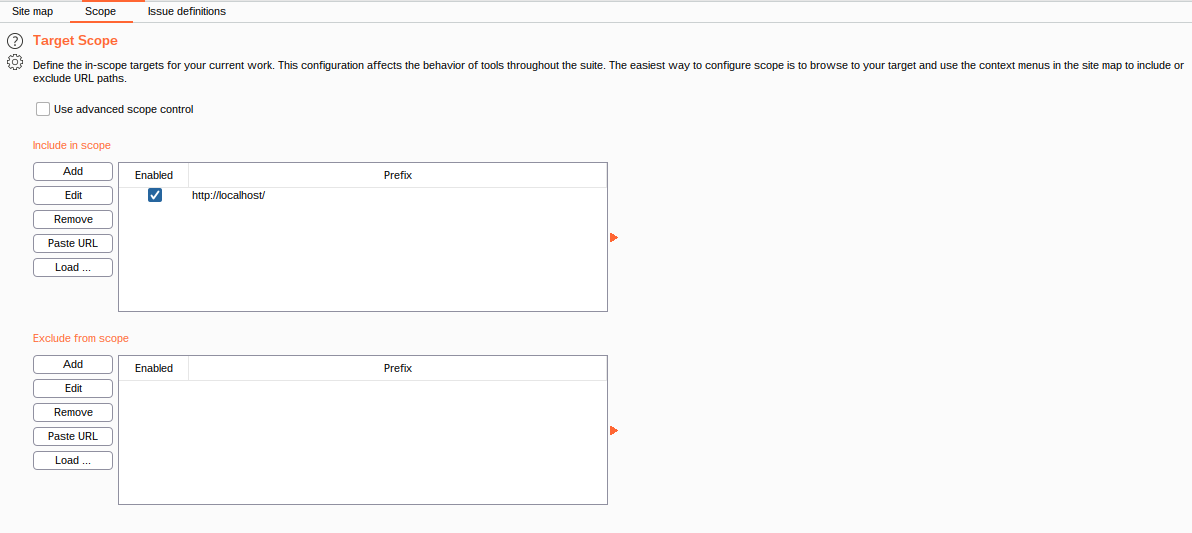 Site map Scope Issue definitions
? Target Scope
Define the in-scope targets for your current work. This configuration affects the behavior of tools throughout the suite. The easiest way to configure scope is to browse to your target and use the context menus in the site map to include or
exclude URL paths.
Use advanced scope control
Include in scope
Add
Edit
Remove
Paste URL
Load ...
Enabled Prefix
http://localhost/
Exclude from scope
Add
Edit
Remove
Paste URL
Load ...
Enabled Prefix